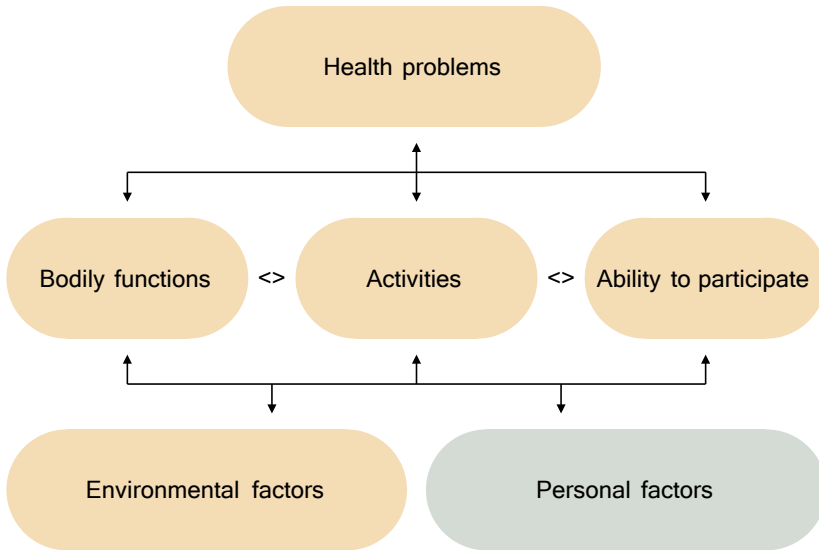 Health problems
Bodily functions <> Activities <> Ability to participate
Environmental factors
Personal factors